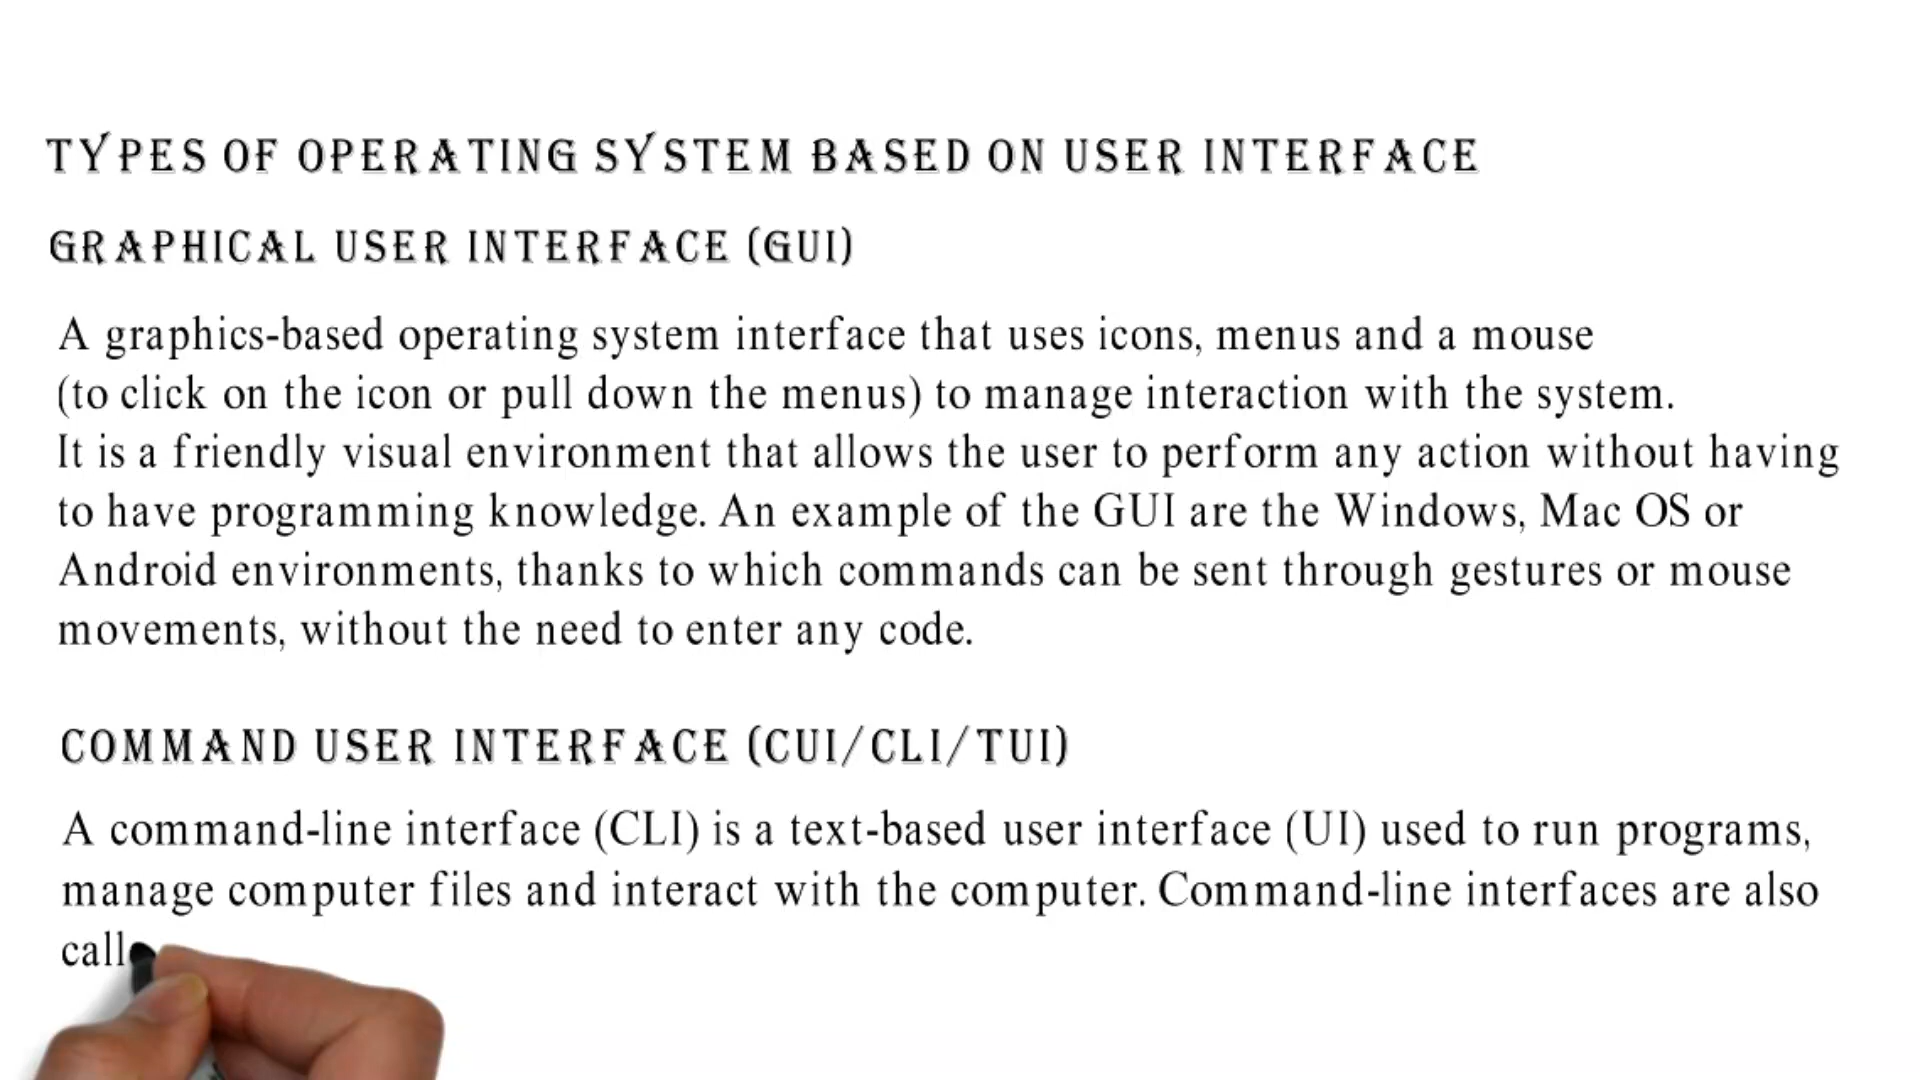 TYPES OF OPERATING SYSTEM BASED ON USER INTERFACE
GRAPHICAL USER INTERFACE (GUI)
A graphics-based operating system interface that uses icons, menus and a mouse
(to click on the icon or pull down the menus) to manage interaction with the system.
It is a friendly visual environment that allows the user to perform any action without having
to have programming knowledge. An example of the GUI are the Windows, Mac OS or
Android environments, thanks to which commands can be sent through gestures or mouse
movements, without the need to enter any code.
COMMAND USER INTERFACE (CUI/CLI/TUI)
A command-line interface (CLI) is a text-based user interface (UI) used to run programs,
manage computer files and interact with the computer. Command-line interfaces are also
call